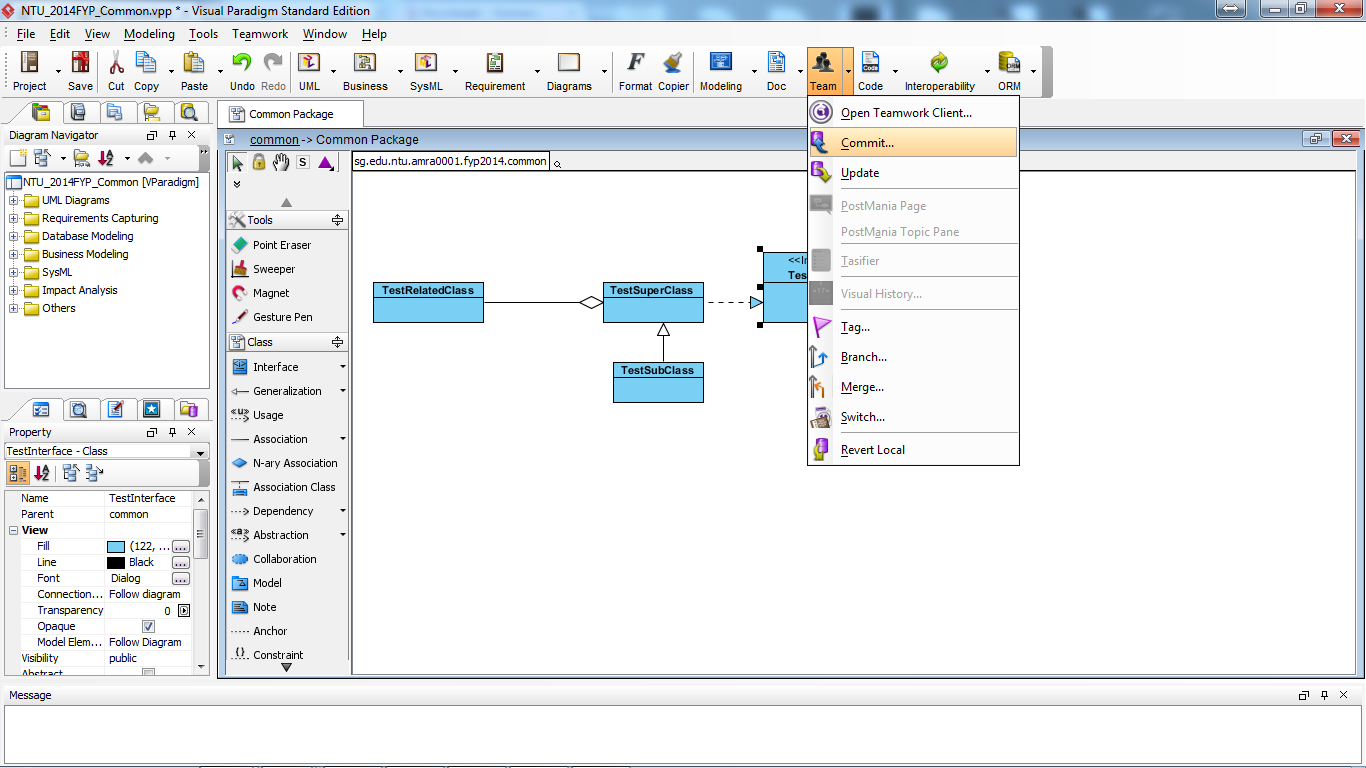 NTU_2014FYP_Common.vpp * - Visual Paradigm Standard Edition
File Edit View Modeling Tools Teamwork Window Help
Project Save Cut Copy Paste Undo Redo UML Business SysML Requirement Diagrams Format Copier Modeling Doc Team Code Interoperability ORM
Common Package
Diagram Navigator
common -> Common Package
sg.edu.ntu.amra0001.fyp2014.common
NTU_2014FYP_Common [VParadigm]
UML Diagrams
Requirements Capturing
Database Modeling
Business Modeling
SysML
Impact Analysis
Others
Property
TestInterface - Class
Name TestInterface
Parent common
View
Fill (122, ...
Line Black
Font Dialog
Connection... Follow diagram
Transparency 0
Opaque
Model Elem... Follow Diagram
Visibility public
Abstract
Tools
Point Eraser
Sweeper
Magnet
Gesture Pen
Class
Interface
Generalization
Usage
Association
N-ary Association
Association Class
Dependency
Abstraction
Collaboration
Model
Note
Anchor
Constraint
TestRelatedClass
TestSuperClass
TestSubClass
<<In
Tes
Open Teamwork Client...
Commit...
Update
PostMania Page
PostMania Topic Pane
Tasifier
Visual History...
Tag...
Branch...
Merge...
Switch...
Revert Local
Message